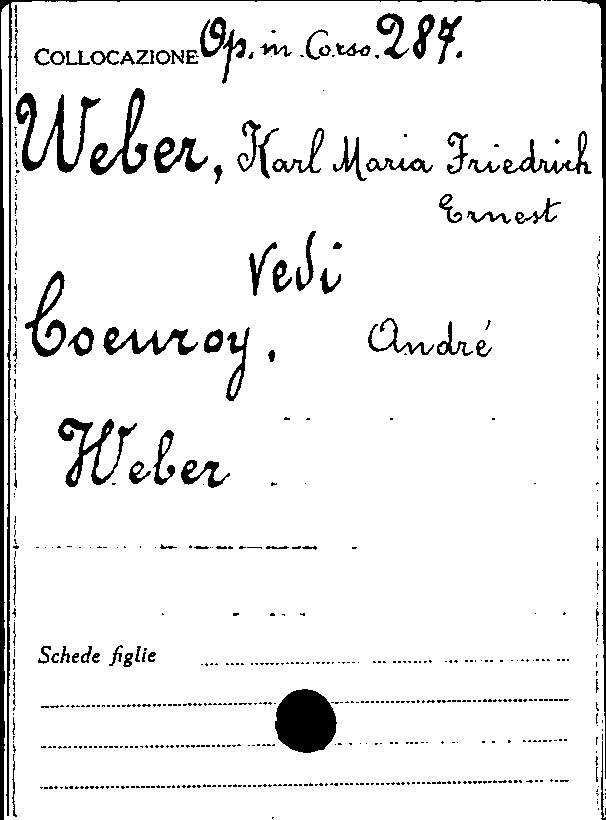 COLLOCAZIONE Op. in Corso. 287.
Weber, Karl Maria Friedrich
Ernest
Vedi
Coeuroy. André
Weber
Schede figlie